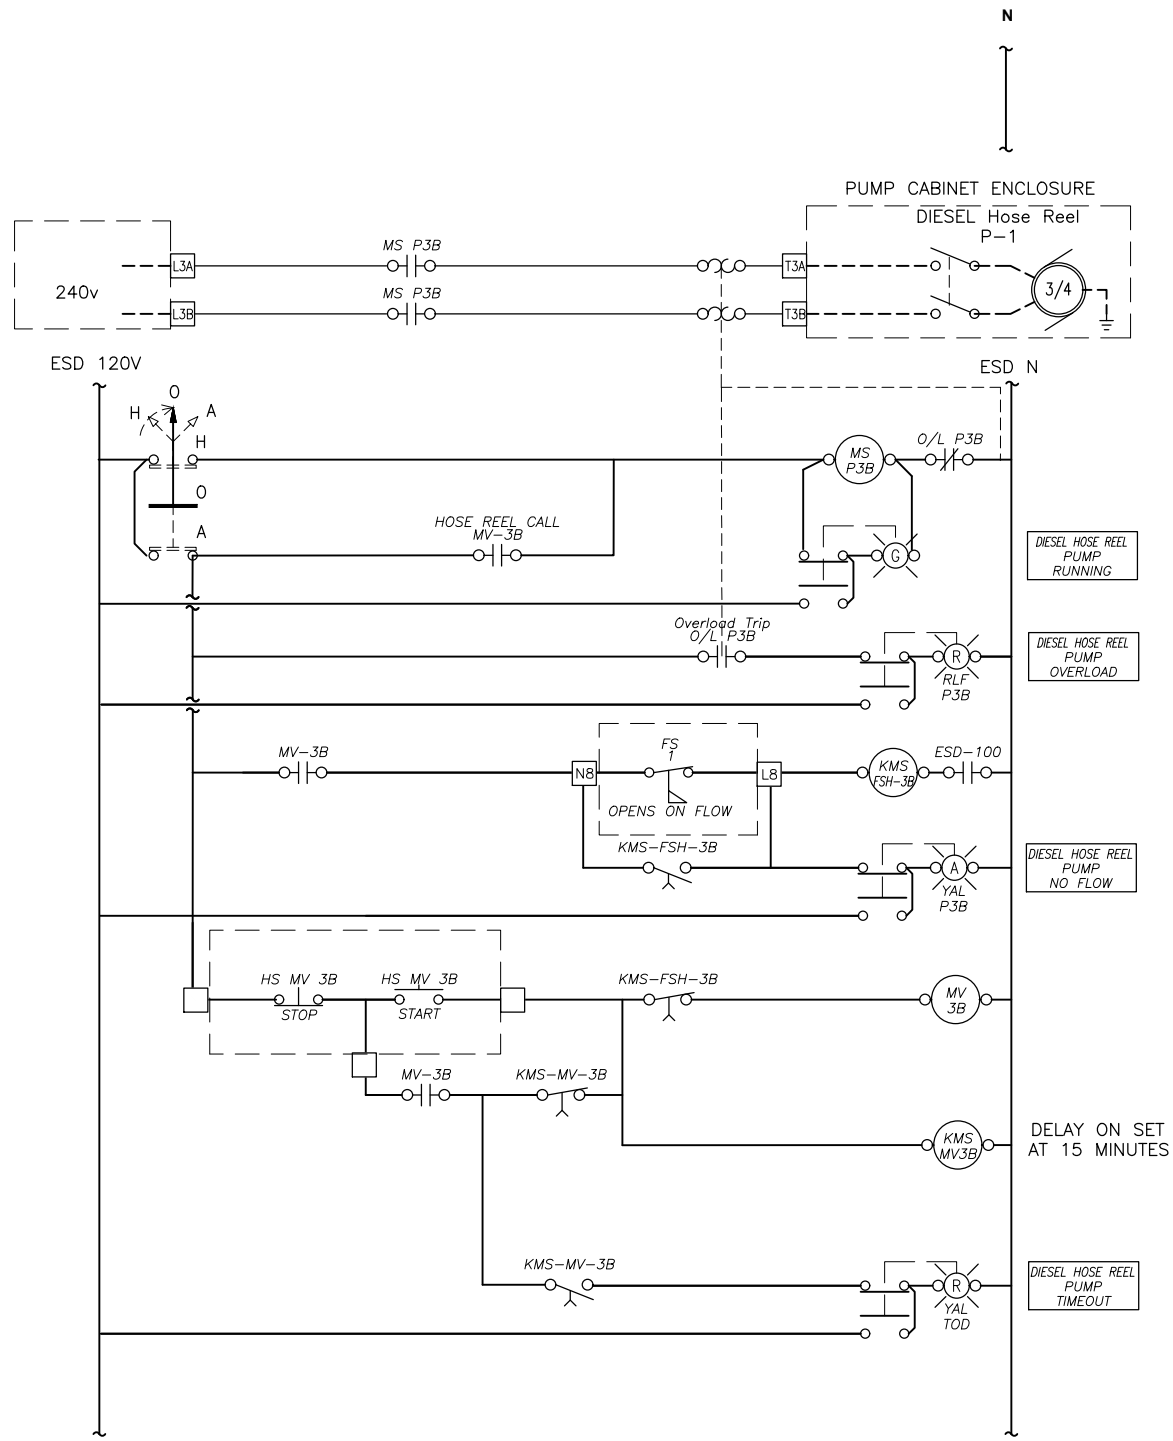 N
PUMP CABINET ENCLOSURE
DIESEL Hose Reel
P-1
MS P3B
L3A
T3A
240v
3/4
MS P3B
L3B
T3B
ESD 120V
ESD N
O
H
A
H
O/L P3B
MS
P3B
O
A
HOSE REEL CALL
MV-3B
G
DIESEL HOSE REEL
PUMP
RUNNING
Overload Trip
O/L P3B
R
RLF
P3B
DIESEL HOSE REEL
PUMP
OVERLOAD
MV-3B
FS
1
N8
L8
OPENS ON FLOW
KMS
FSH-3B
ESD-100
KMS-FSH-3B
A
YAL
P3B
DIESEL HOSE REEL
PUMP
NO FLOW
HS MV 3B
STOP
HS MV 3B
START
KMS-FSH-3B
MV
3B
MV-3B
KMS-MV-3B
KMS
MV3B
DELAY ON SET
AT 15 MINUTES
KMS-MV-3B
R
YAL
TOD
DIESEL HOSE REEL
PUMP
TIMEOUT